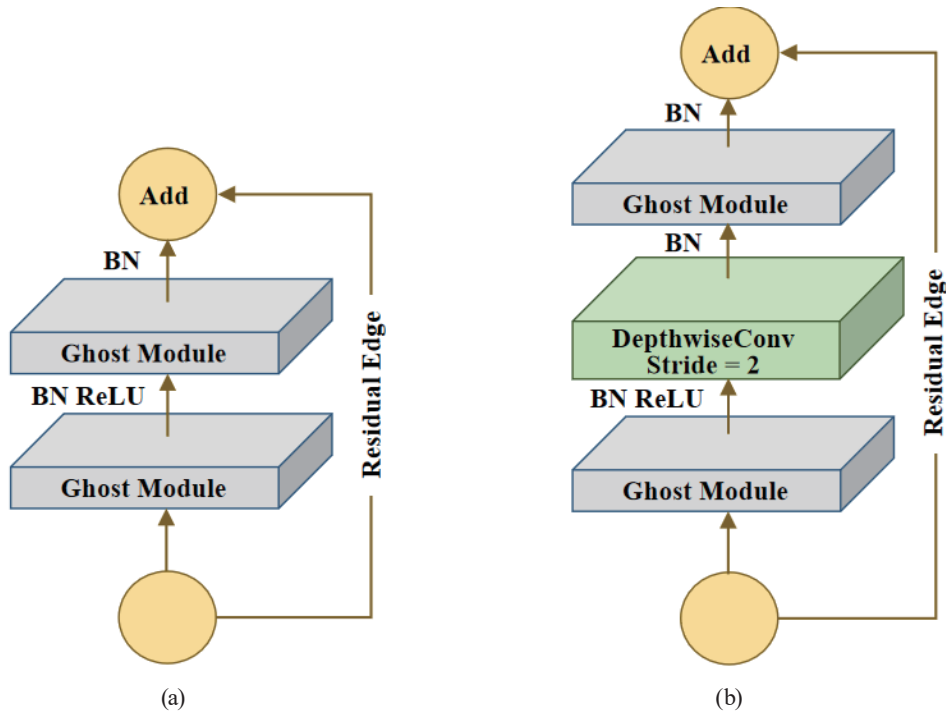 Add
BN
Ghost Module
BN ReLU
Ghost Module
Residual Edge
(a)
Add
BN
Ghost Module
BN
DepthwiseConv
Stride = 2
BN ReLU
Ghost Module
Residual Edge
(b)